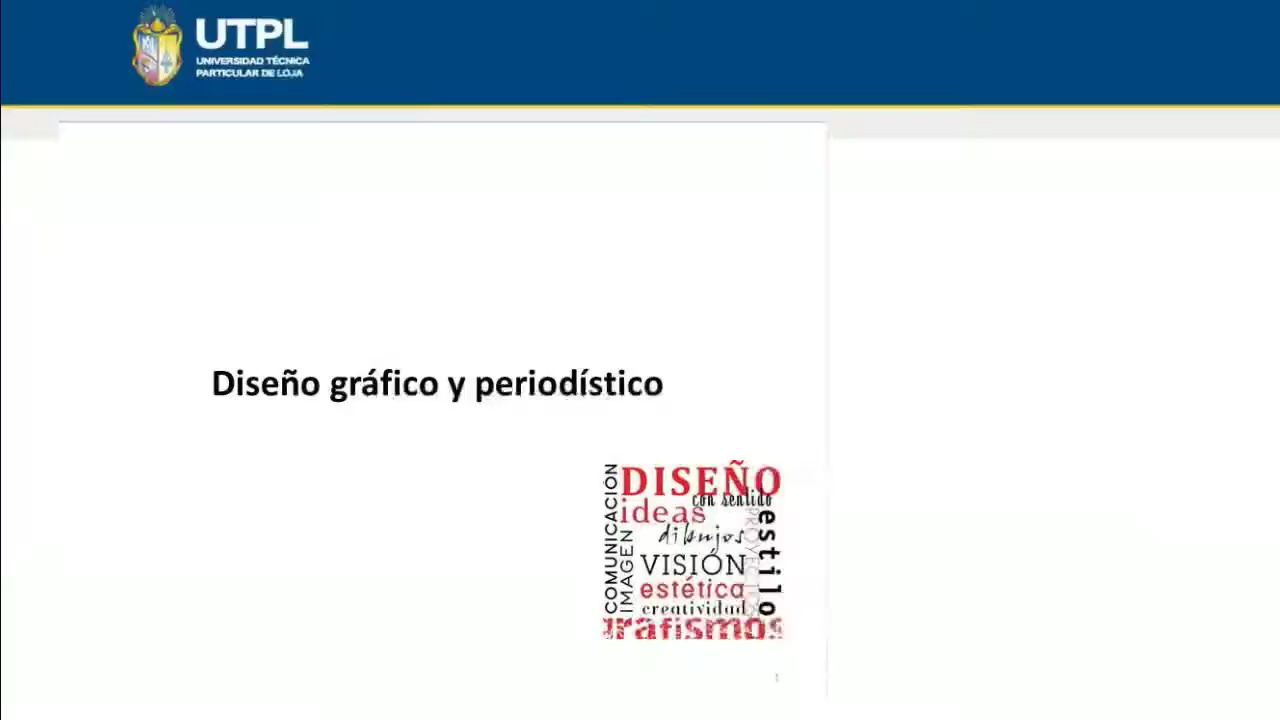 UTPL
UNIVERSIDAD TÉCNICA
PARTICULAR DE LOJA
Diseño gráfico y periodístico
COMUNICACIÓN
DISEÑO
con sentido
ideas
IMAGEN
dibujos
estilo
VISIÓN
estética
creatividad
grafismos
1